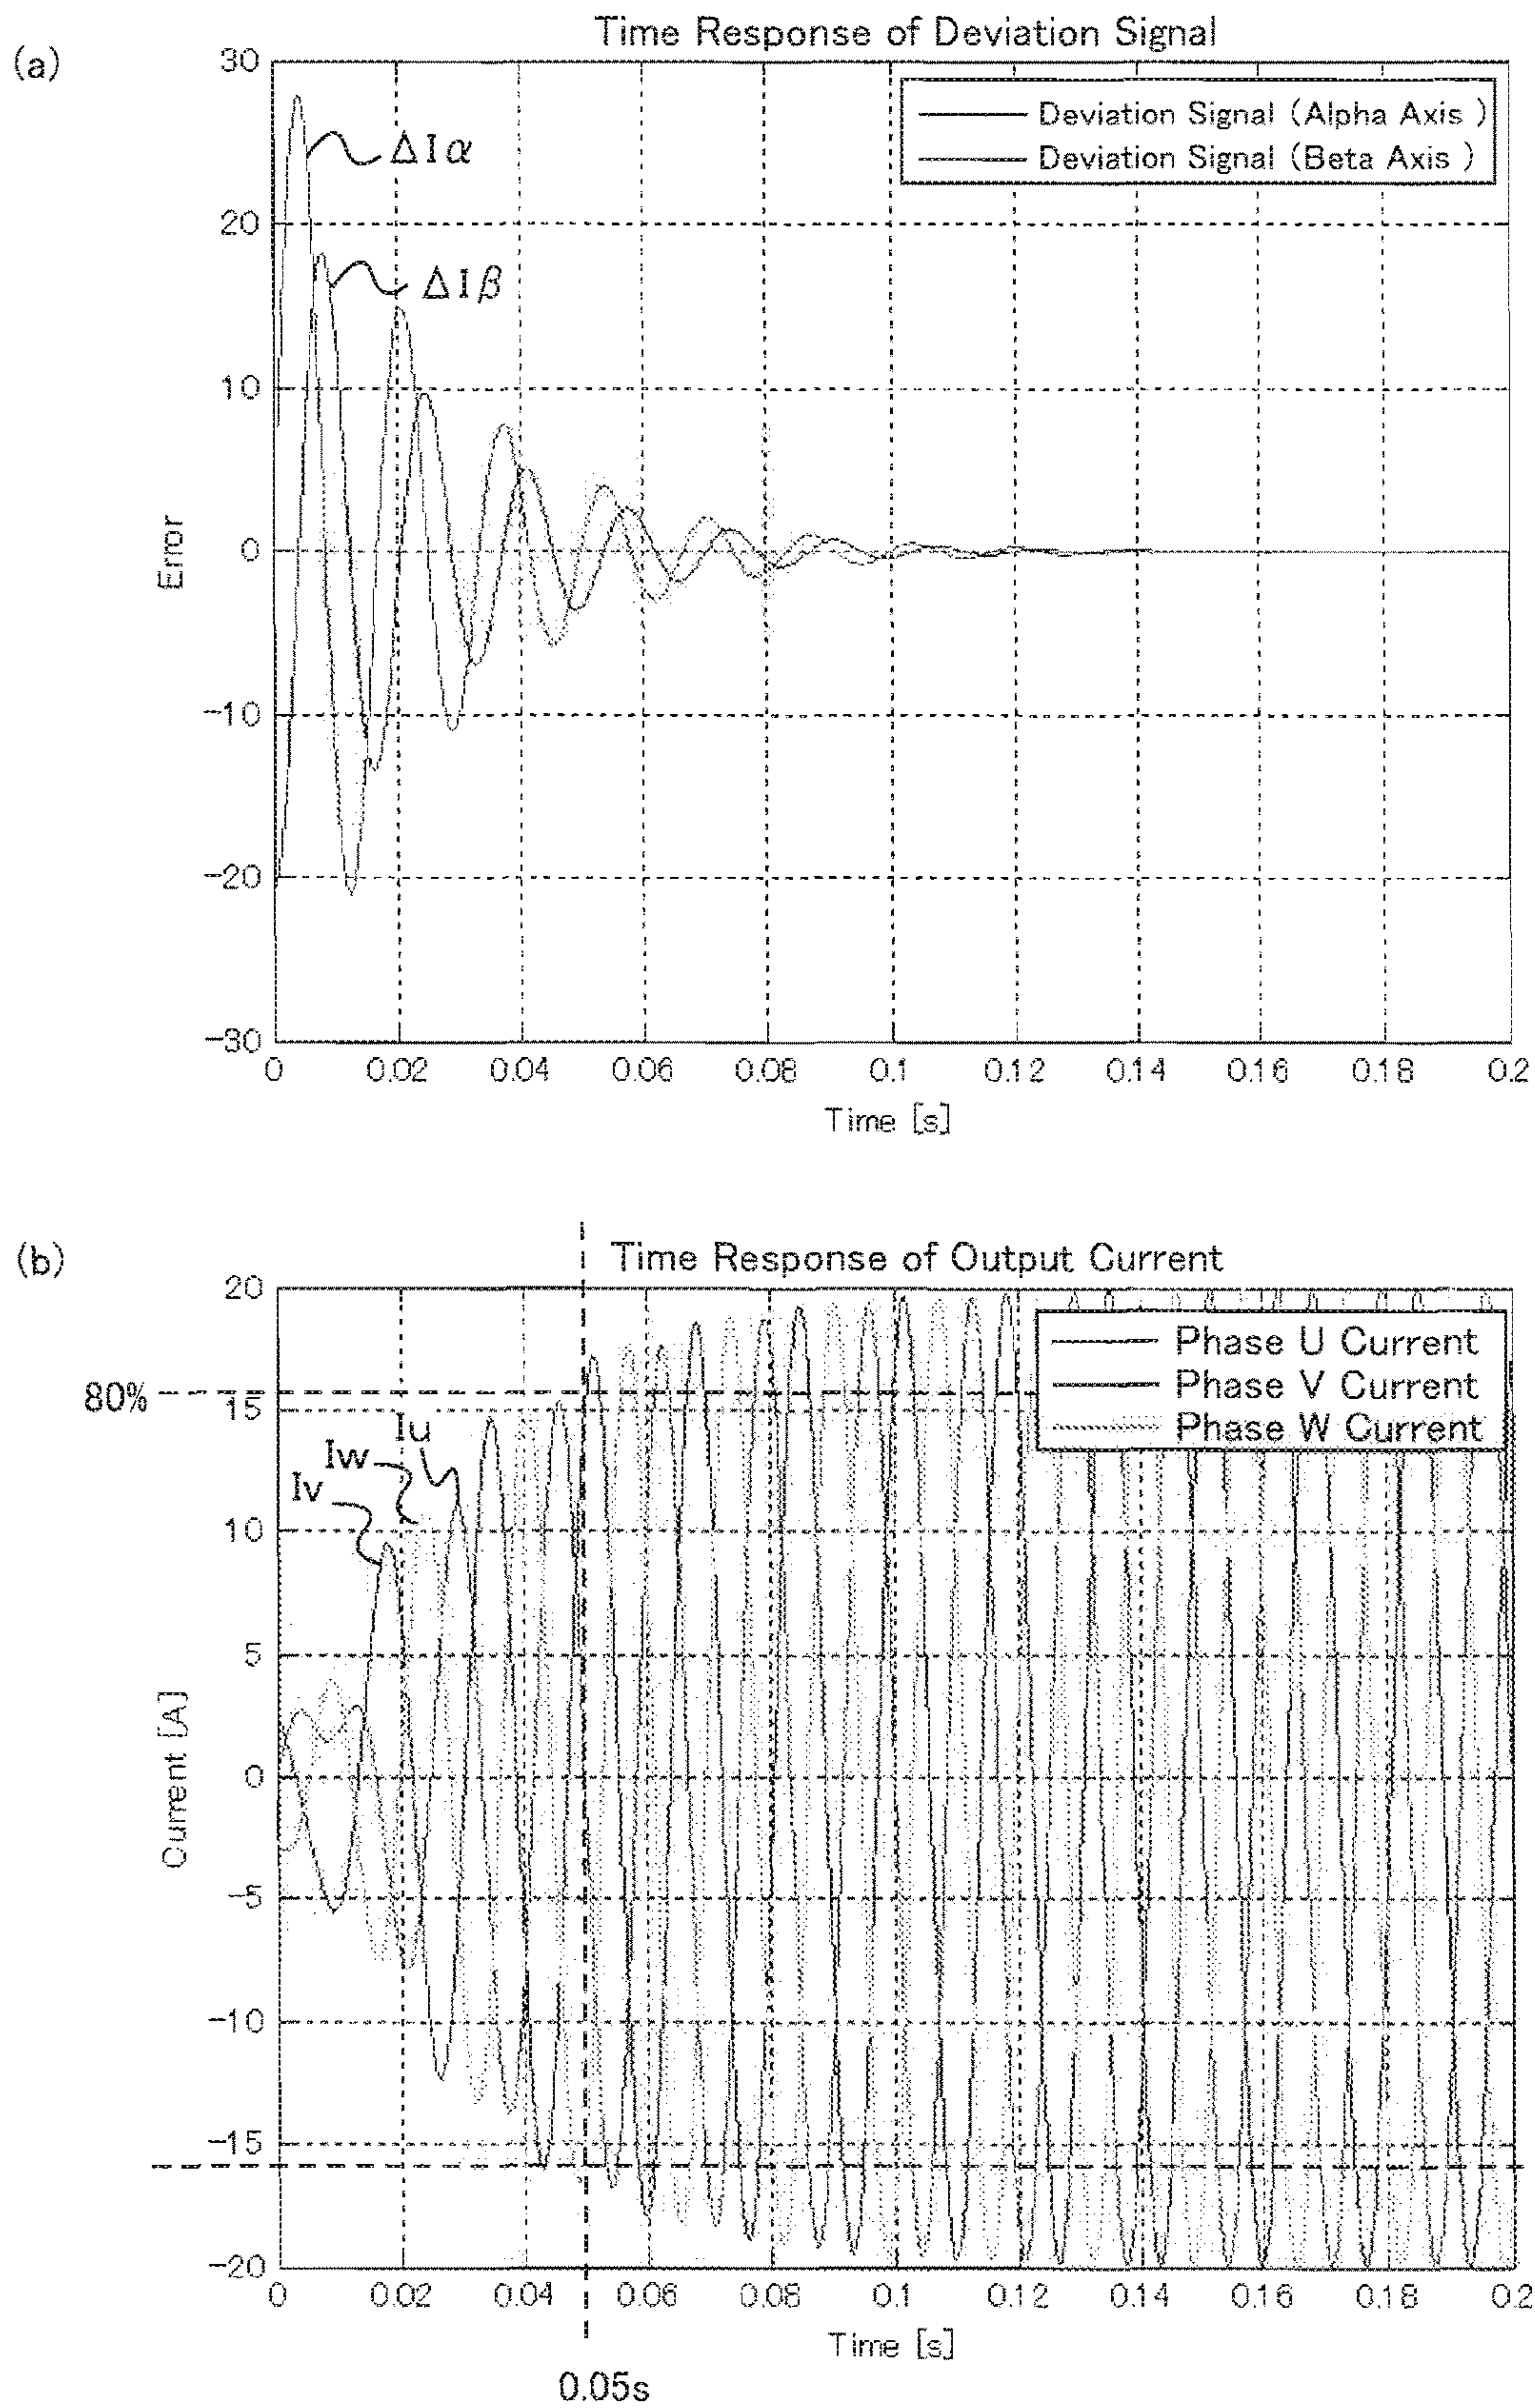 (a)
Time Response of Deviation Signal
30
20
10
0
-10
-20
-30
Error
ΔIα
ΔIβ
Deviation Signal (Alpha Axis )
Deviation Signal (Beta Axis )
0 0.02 0.04 0.06 0.08 0.1 0.12 0.14 0.16 0.18 0.2
Time [s]
(b)
Time Response of Output Current
20
80%
15
10
5
0
-5
-10
-15
-20
Current [A]
Iu
Iw
Iv
Phase U Current
Phase V Current
Phase W Current
0 0.02 0.04 0.06 0.08 0.1 0.12 0.14 0.16 0.18 0.2
Time [s]
0.05s